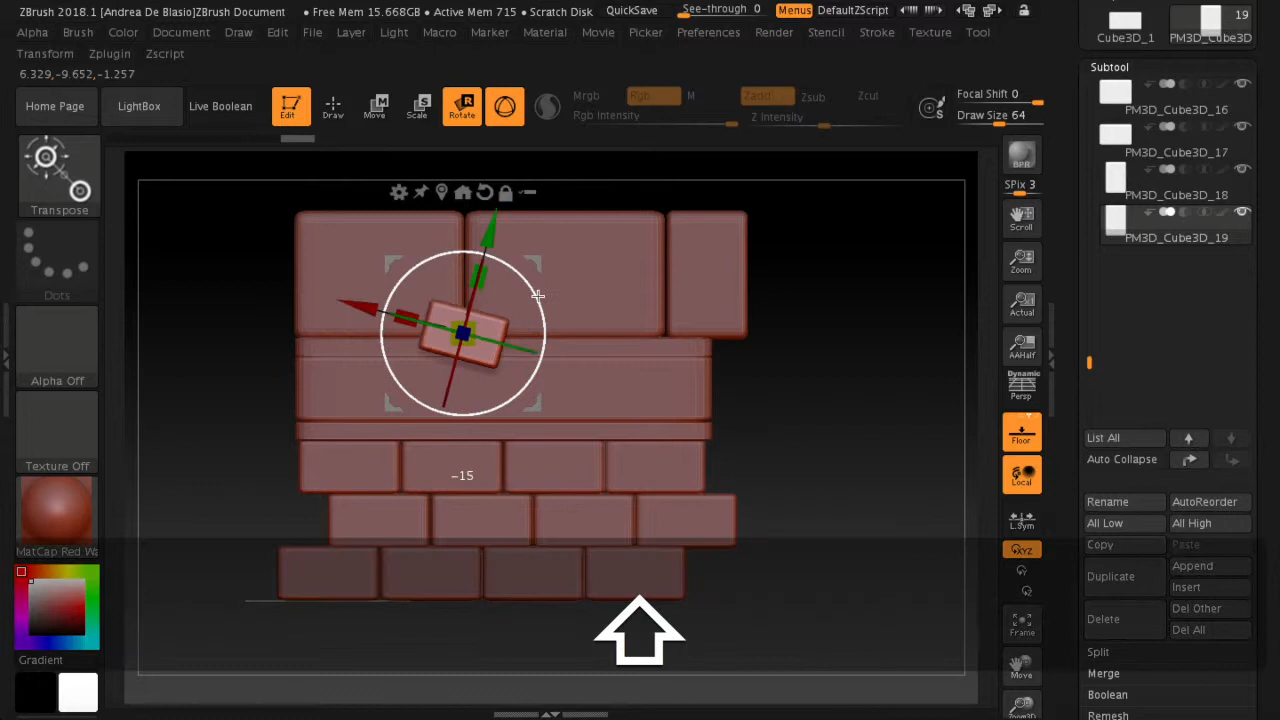 ZBrush 2018.1 [Andrea De Blasio]ZBrush Document
• Free Mem 15.668GB • Active Mem 715 • Scratch Disk
QuickSave
See-through 0
Menus
DefaultZScript
19
Cube3D_1
PM3D_Cube3D
Alpha
Brush
Color
Document
Draw
Edit
File
Layer
Light
Macro
Marker
Material
Movie
Picker
Preferences
Render
Stencil
Stroke
Texture
Tool
Transform
Zplugin
Zscript
6.329,-9.652,-1.257
Subtool
Home Page
LightBox
Live Boolean
Edit
Draw
Move
Scale
Rotate
Mrgb
Rgb
M
Rgb Intensity
Zadd
Zsub
Zcut
Z Intensity
Focal Shift 0
Draw Size 64
PM3D_Cube3D_16
PM3D_Cube3D_17
PM3D_Cube3D_18
PM3D_Cube3D_19
Transpose
Dots
Alpha Off
Texture Off
MatCap Red Wa
Gradient
-15
BPR
SPix 3
Scroll
Zoom
Actual
AAHalf
Dynamic
Persp
Floor
Local
L.Sym
XYZ
Frame
Move
Zoom3D
List All
Auto Collapse
Rename
AutoReorder
All Low
All High
Copy
Paste
Duplicate
Append
Insert
Delete
Del Other
Del All
Split
Merge
Boolean
Remesh